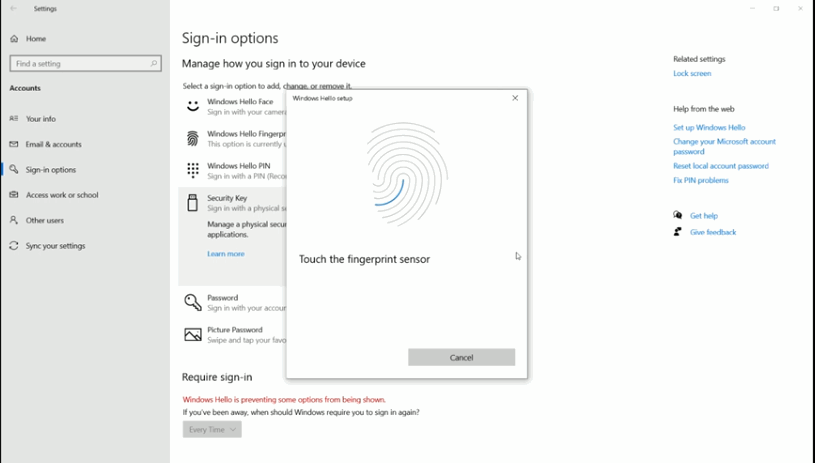 Settings
Home
Find a setting
Accounts
Your info
Email & accounts
Sign-in options
Access work or school
Other users
Sync your settings
Sign-in options
Manage how you sign in to your device
Select a sign-in option to add, change, or remove it.
Windows Hello Face
Sign in with your camer
Windows Hello Fingerpr
This option is currently u
Windows Hello PIN
Sign in with a PIN (Reco
Security Key
Sign in with a physical s
Manage a physical secur
applications.
Learn more
Password
Sign in with your accour
Picture Password
Swipe and tap your favo
Require sign-in
Windows Hello is preventing some options from being shown.
If you've been away, when should Windows require you to sign in again?
Every Time
Windows Hello setup
Touch the fingerprint sensor
Cancel
Related settings
Lock screen
Help from the web
Set up Windows Hello
Change your Microsoft account
password
Reset local account password
Fix PIN problems
Get help
Give feedback